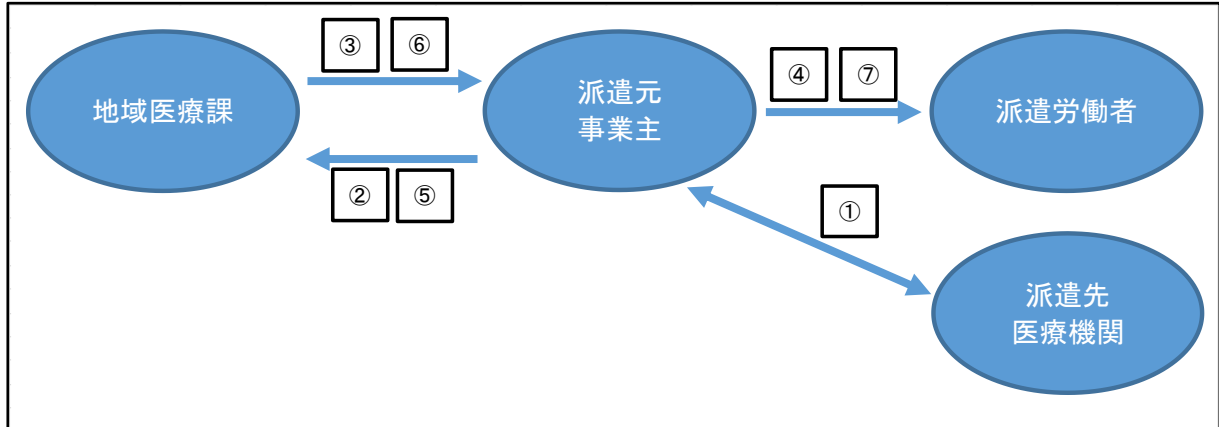 ③ ⑥
④ ⑦
地域医療課
派遣元
事業主
派遣労働者
② ⑤
①
派遣先
医療機関